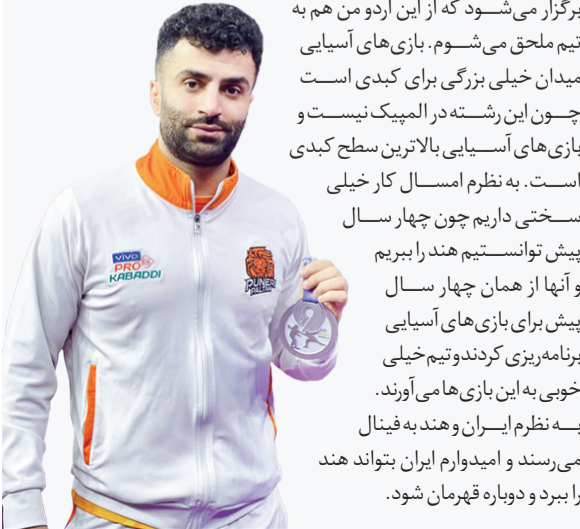 برگزار می‌شود که از این اردو من هم به
تیم ملحق می‌شوم. بازی‌های آسیایی
میدان خیلی بزرگی برای کبدی است
چون این رشته در المپیک نیست و
بازی‌های آسیایی بالاترین سطح کبدی
است. به نظرم امسال کار خیلی
سختی داریم چون چهار سال
پیش توانستیم هند را ببریم
و آنها از همان چهار سال
پیش برای بازی‌های آسیایی
برنامه‌ریزی کردند و تیم خیلی
خوبی به این بازی‌ها می‌آورند.
به نظرم ایران و هند به فینال
می‌رسند و امیدوارم ایران بتواند هند
را ببرد و دوباره قهرمان شود.
vivo
PRO
KABADDI
PUNERI
PALTAN